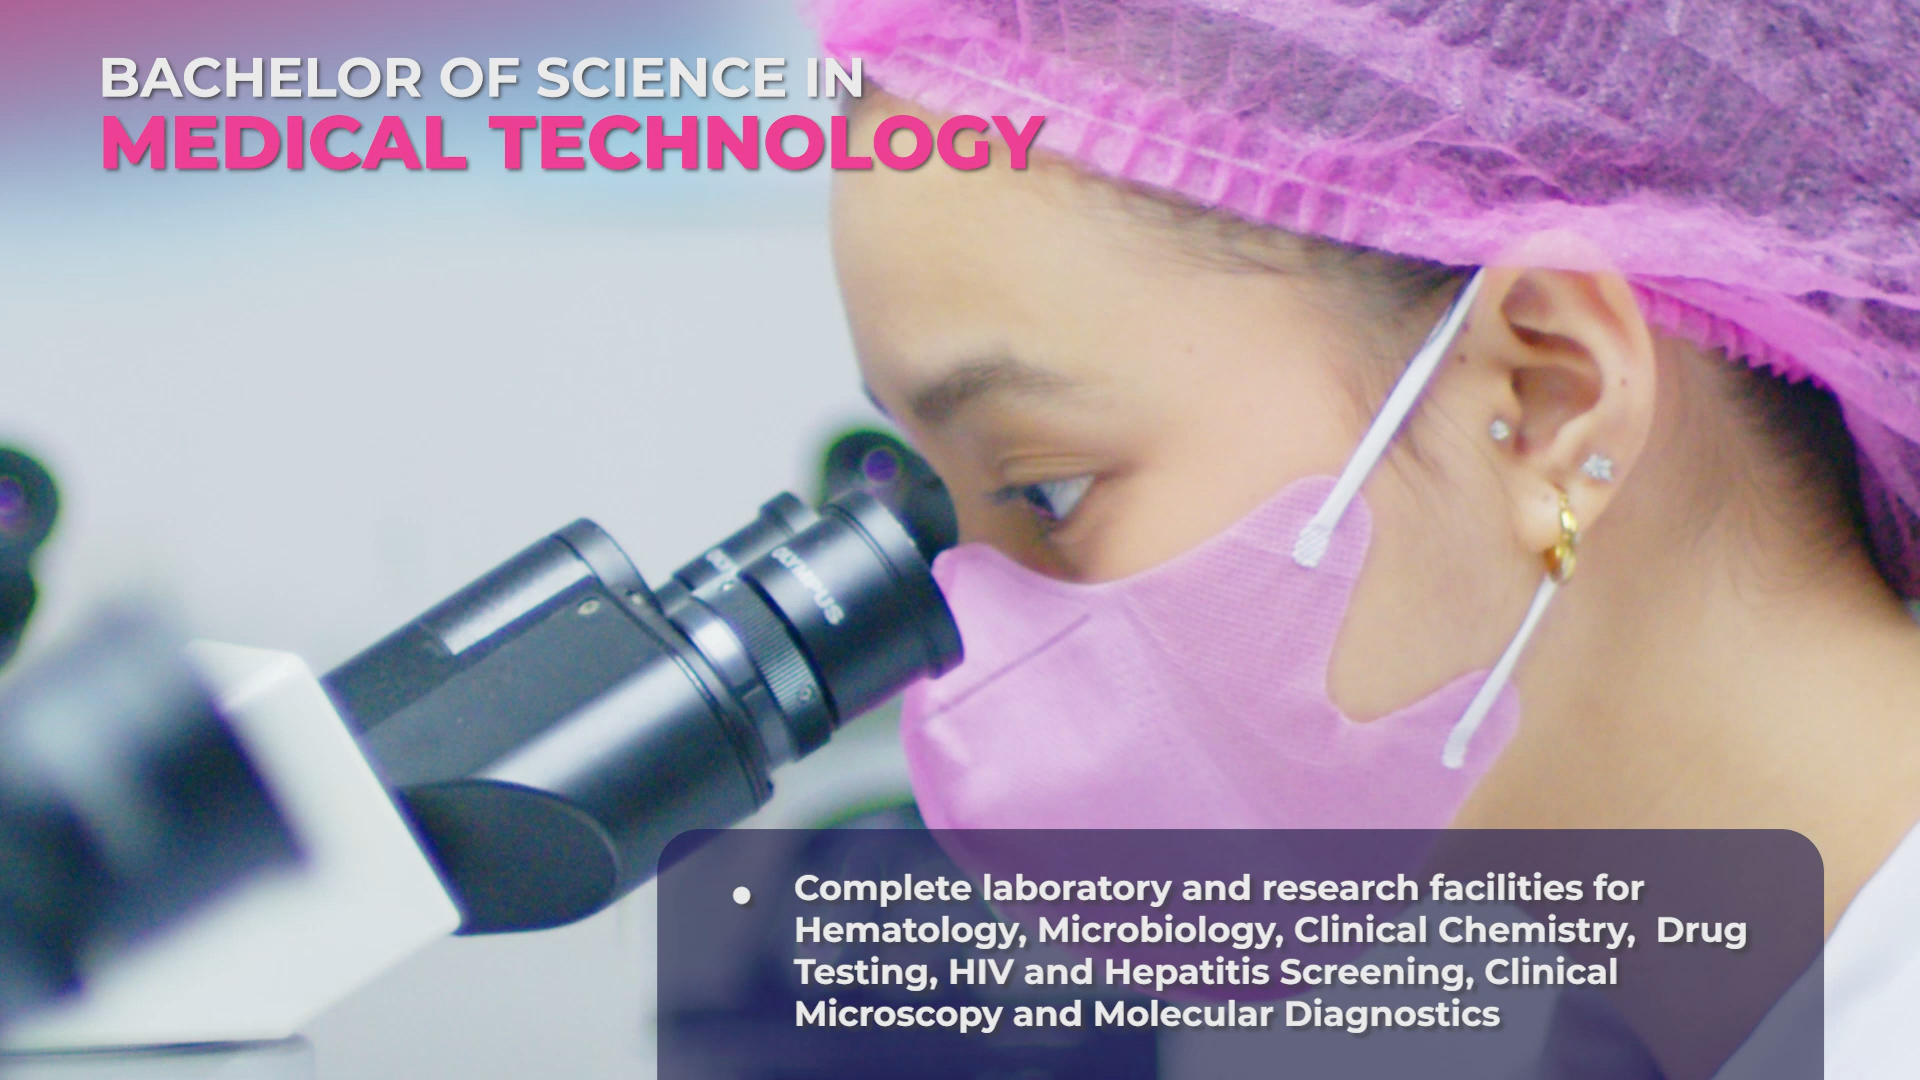 BACHELOR OF SCIENCE IN
MEDICAL TECHNOLOGY
OLYMPUS
• Complete laboratory and research facilities for
Hematology, Microbiology, Clinical Chemistry, Drug
Testing, HIV and Hepatitis Screening, Clinical
Microscopy and Molecular Diagnostics